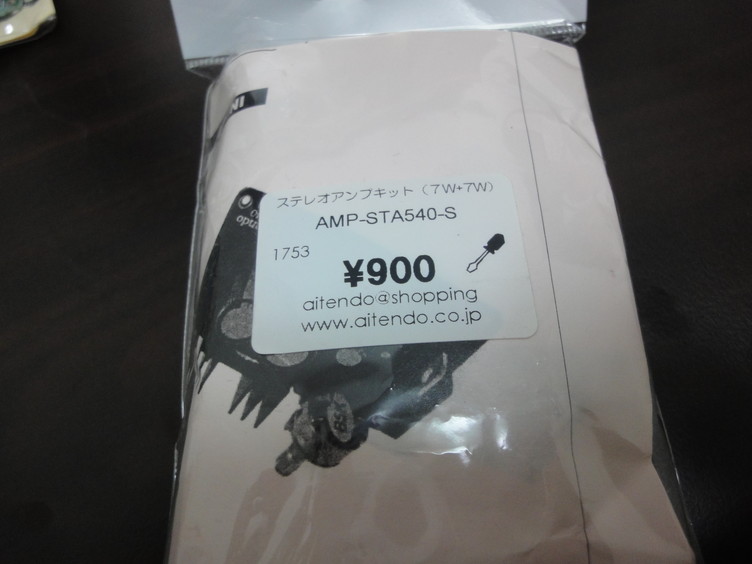 ステレオアンプキット（7W+7W）
AMP-STA540-S
1753
¥900
aitendo@shopping
www.aitendo.co.jp